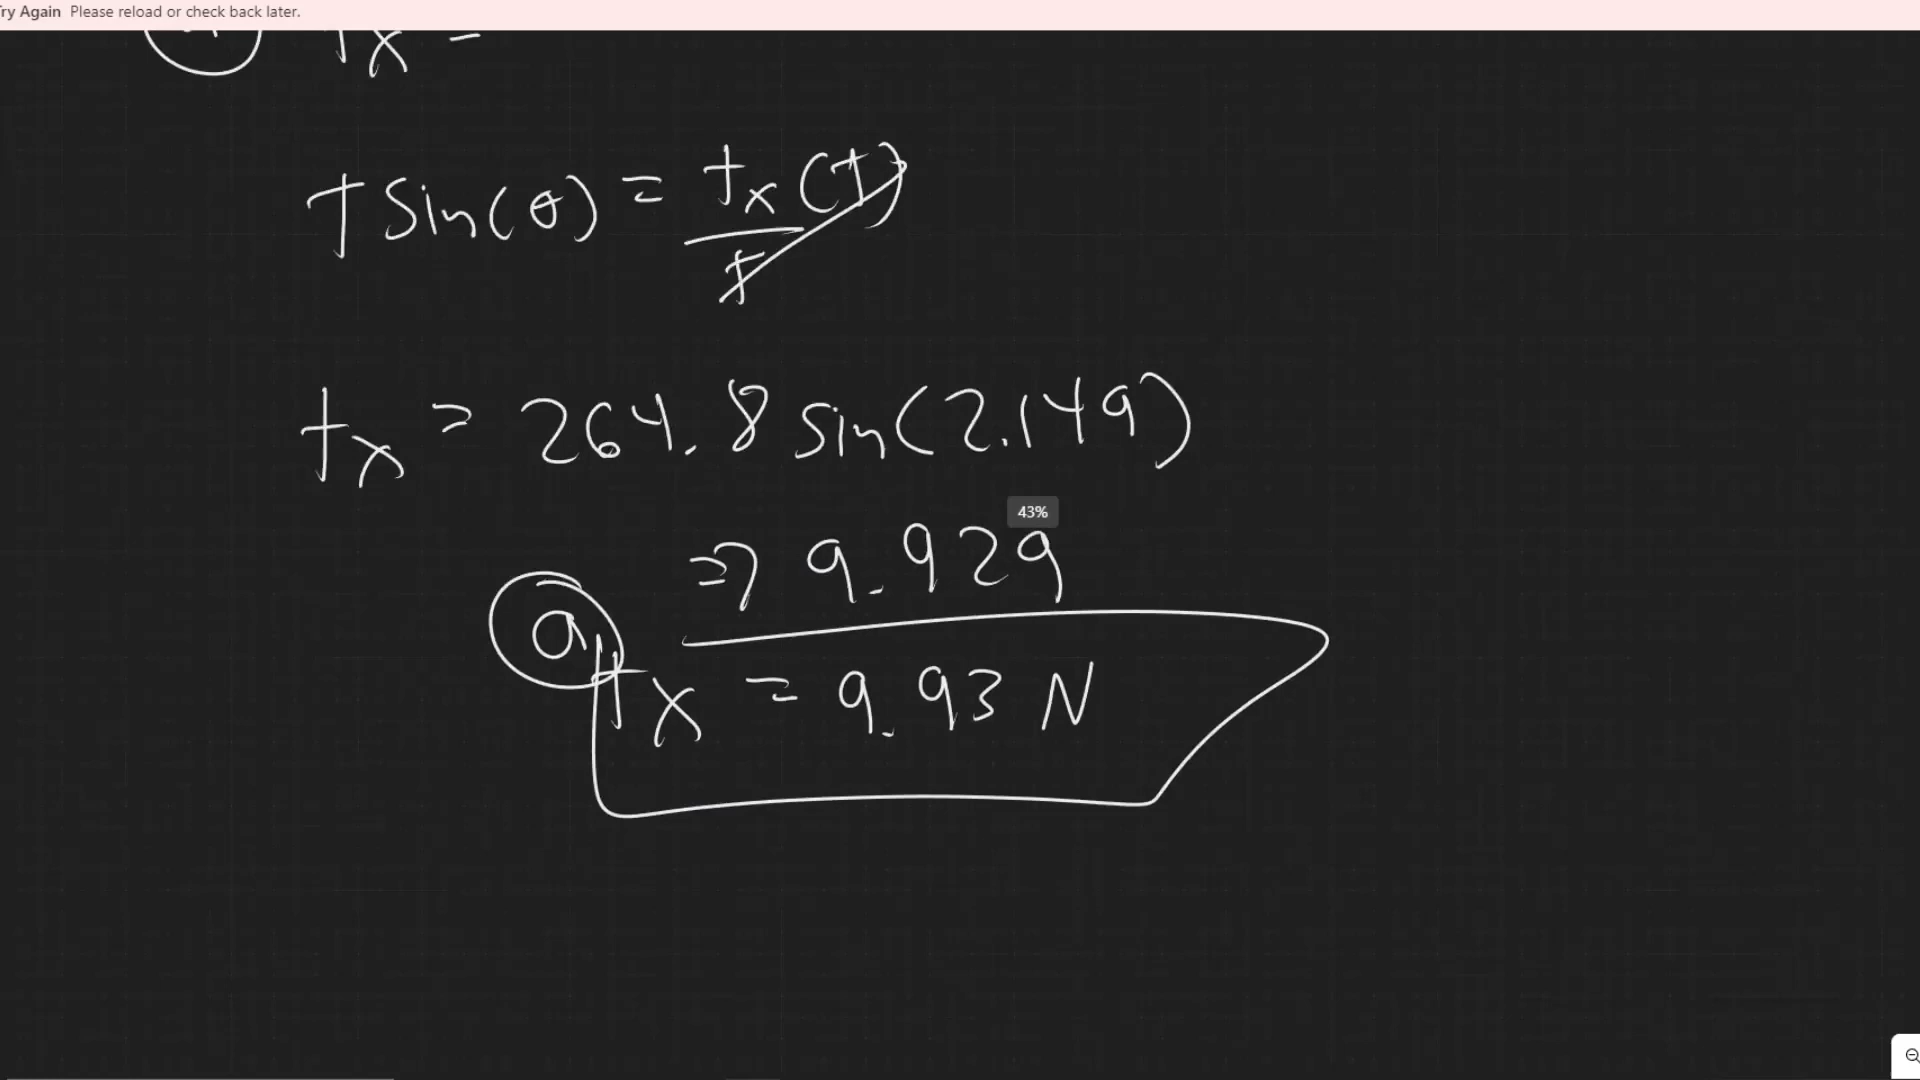 Try Again Please reload or check back later.
Tx =
T Sin(θ) = Tx (T)
T
Tx = 264.8 sin(2.149)
43%
=> 9.929
a
Tx = 9.93 N